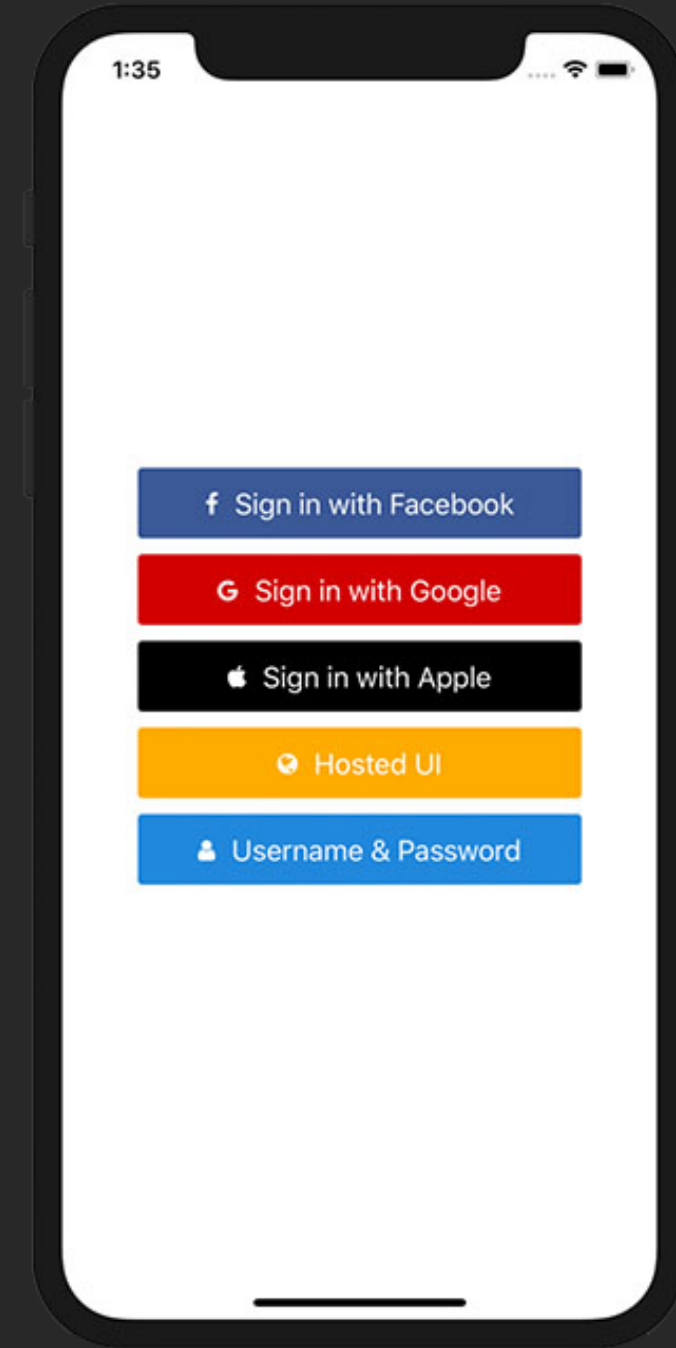 1:35
Sign in with Facebook
Sign in with Google
Sign in with Apple
Hosted UI
Username & Password